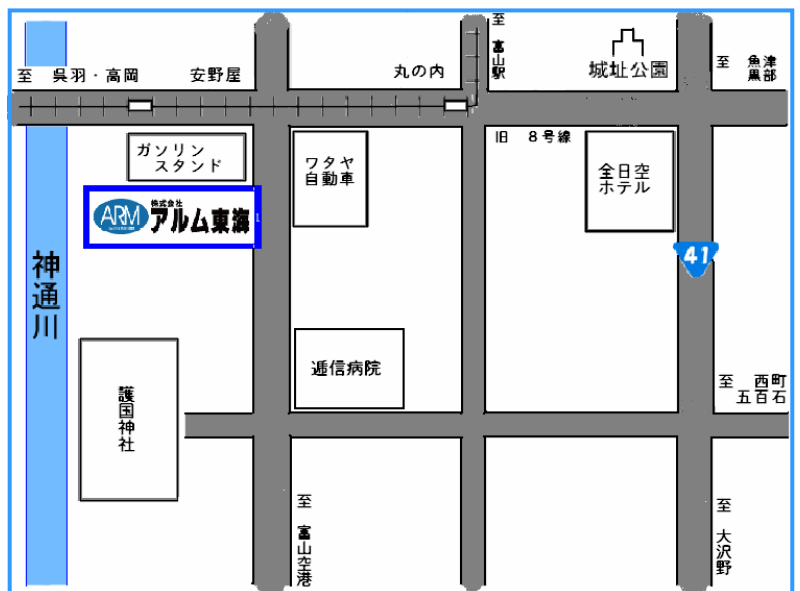 至 呉羽・高岡
安野屋
丸の内
至 富山駅
城址公園
至 魚津
黒部
旧 8号線
ガソリン
スタンド
ワタヤ
自動車
全日空
ホテル
ARM
株式会社
アルム東海
41
神通川
護国神社
逓信病院
至 西町
五百石
至 富山空港
至 大沢野